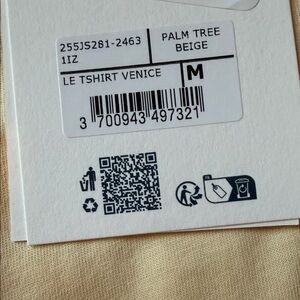 255JS281-2463
1IZ
PALM TREE
BEIGE
LE TSHIRT VENICE
M
3 700943 497321